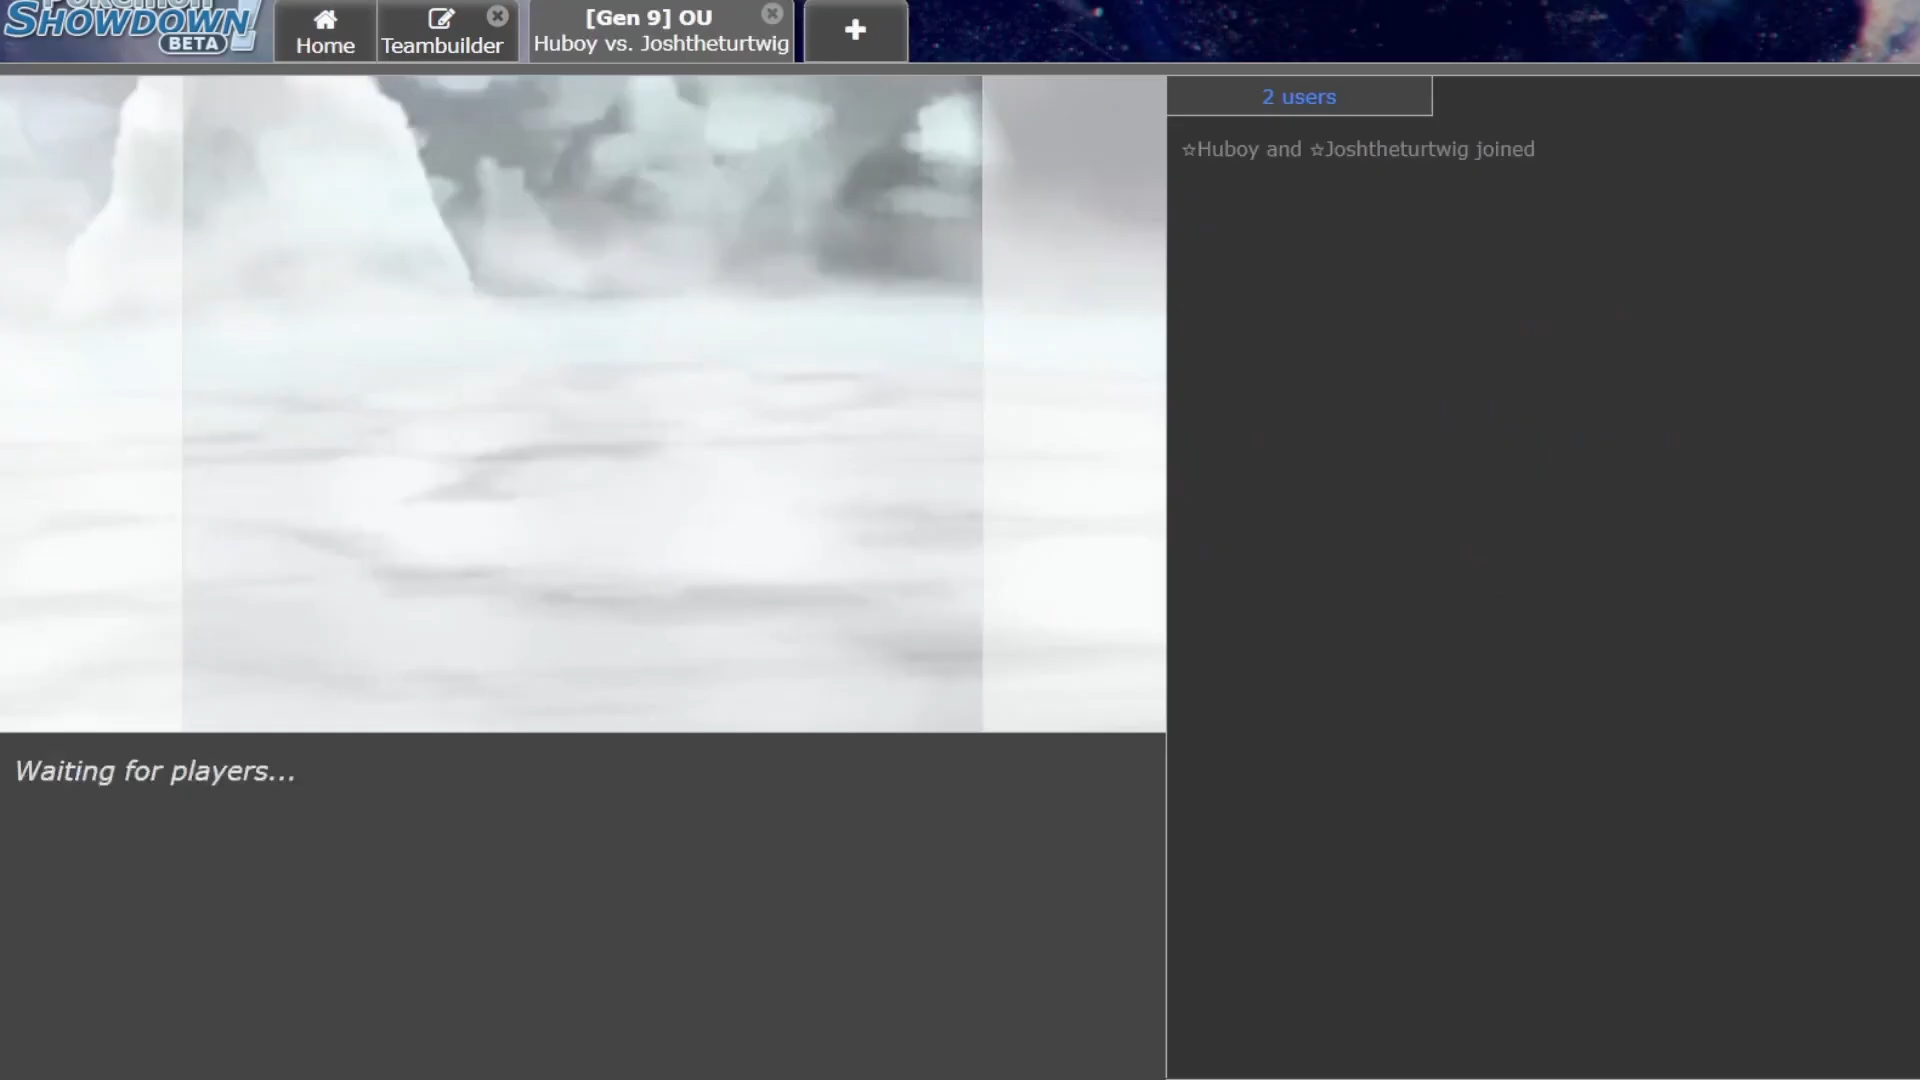 Pokémon
SHOWDOWN
BETA
Home
Teambuilder
[Gen 9] OU
Huboy vs. Joshtheturtwig
2 users
☆Huboy and ☆Joshtheturtwig joined
Waiting for players...